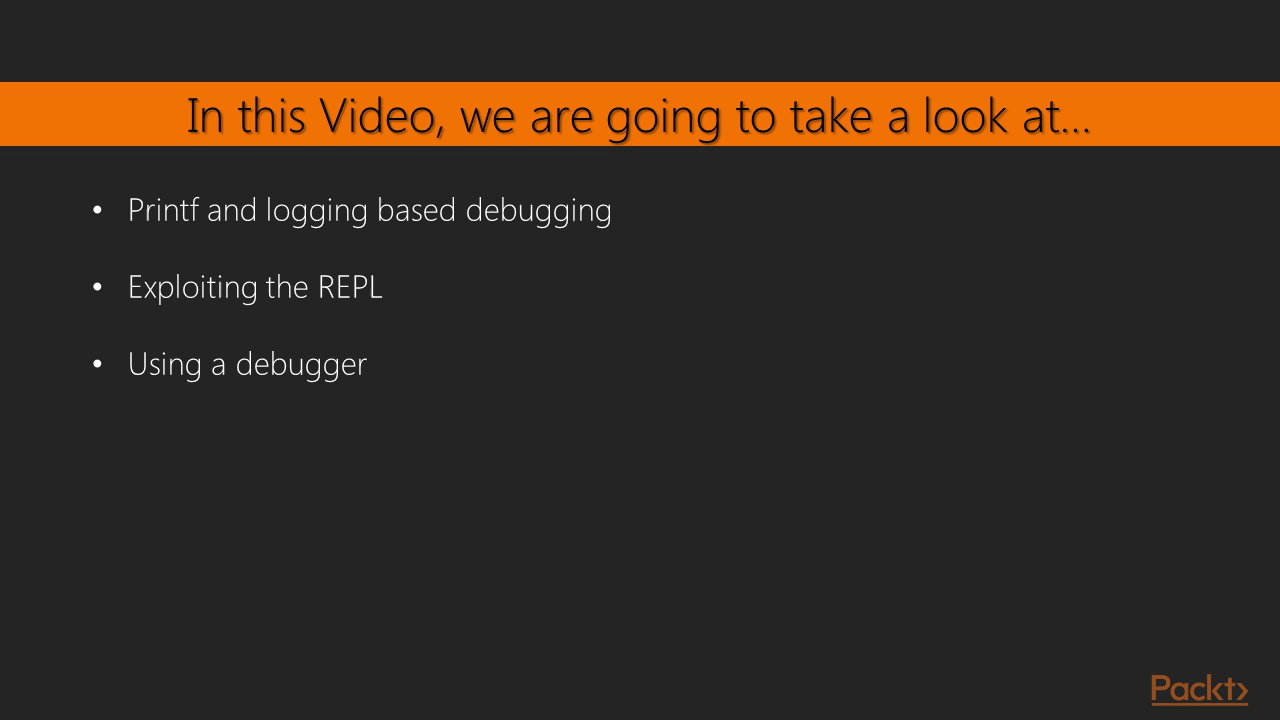 In this Video, we are going to take a look at...
• Printf and logging based debugging
• Exploiting the REPL
• Using a debugger
Packt>